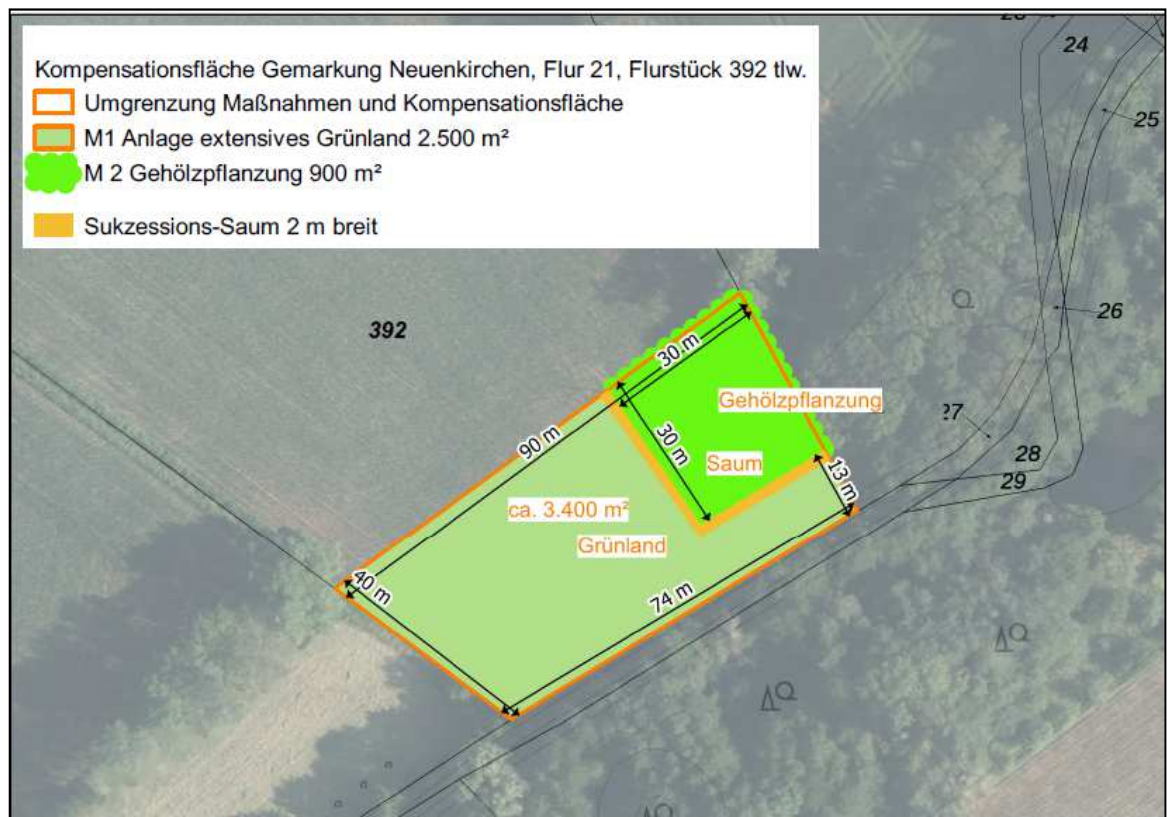 Kompensationsfläche Gemarkung Neuenkirchen, Flur 21, Flurstück 392 tlw.
Umgrenzung Maßnahmen und Kompensationsfläche
M1 Anlage extensives Grünland 2.500 m²
M 2 Gehölzpflanzung 900 m²
Sukzessions-Saum 2 m breit
24
25
26
392
30 m
Gehölzpflanzung
27
90 m
30 m
28
Saum
13 m
29
ca. 3.400 m²
Grünland
40 m
74 m